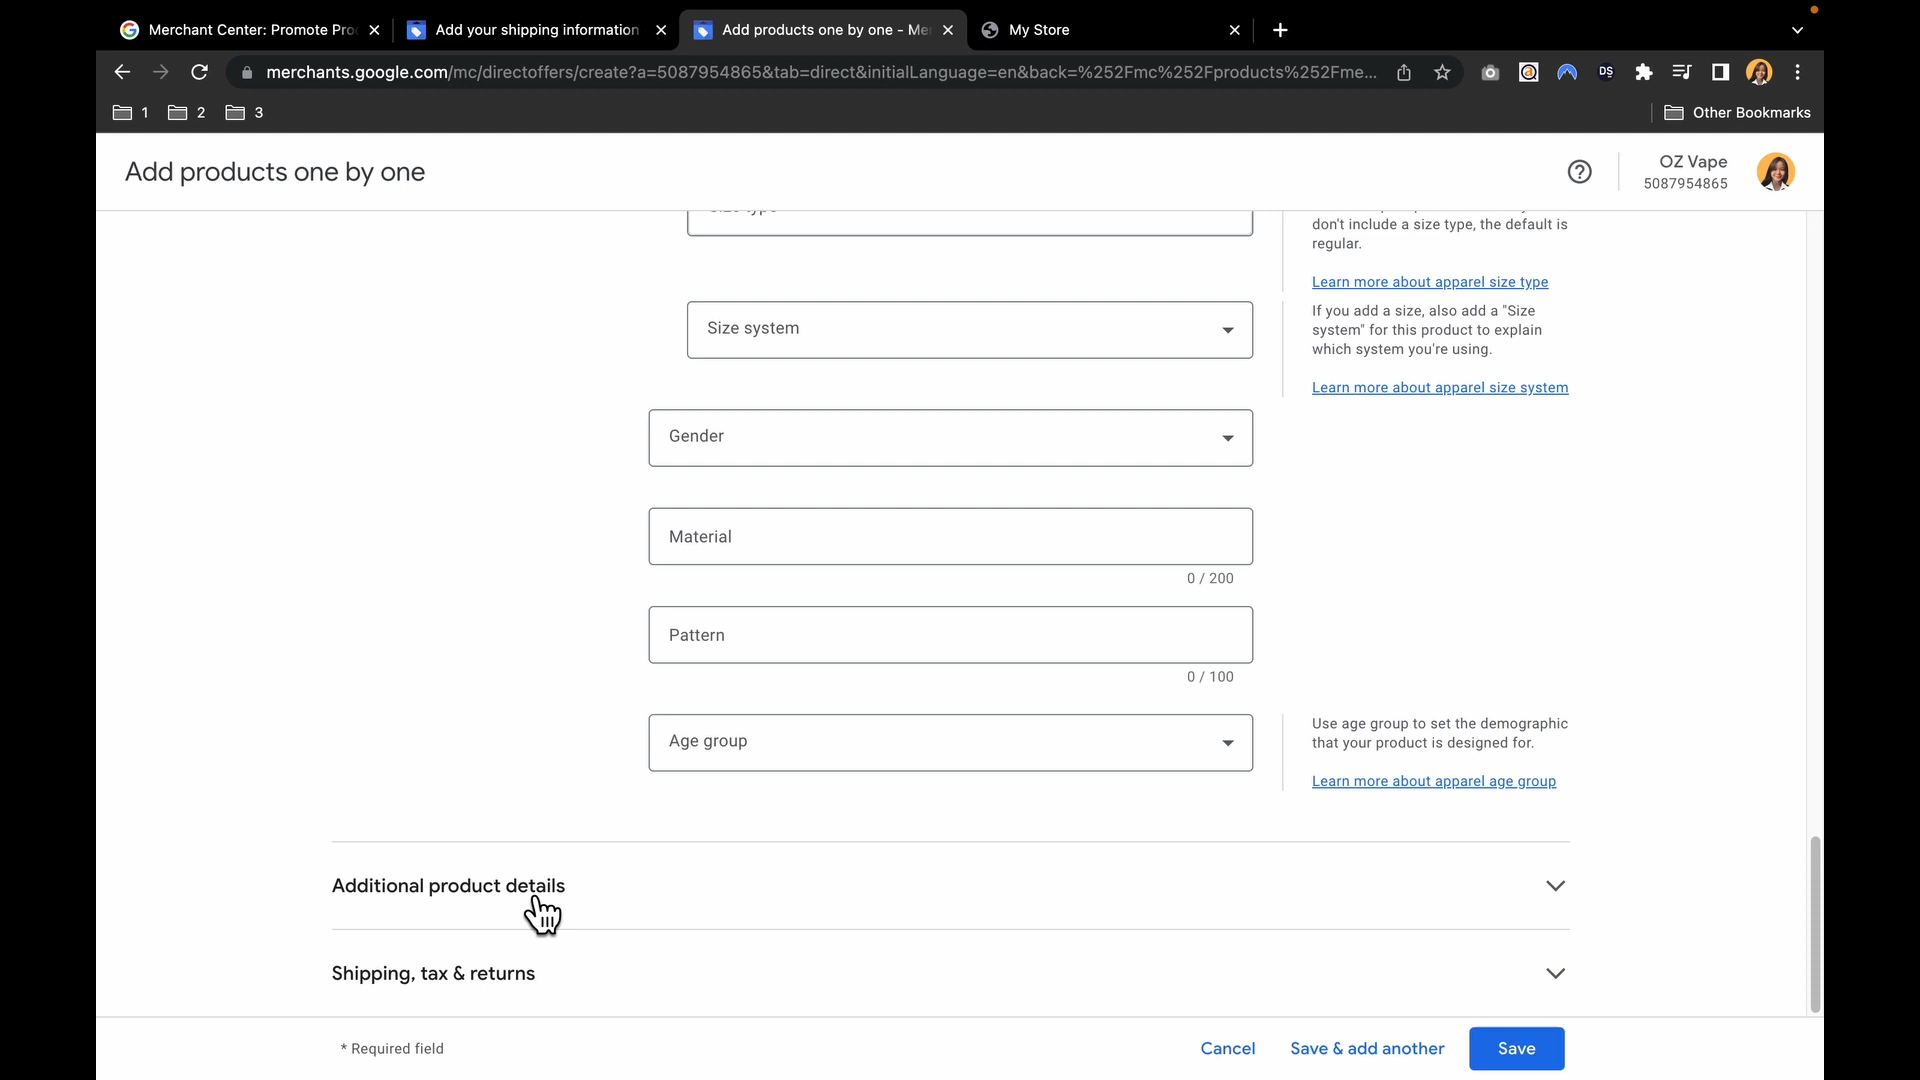 Merchant Center: Promote Pro
Add your shipping information
Add products one by one - Me
My Store
merchants.google.com/mc/directoffers/create?a=5087954865&tab=direct&initialLanguage=en&back=%252Fmc%252Fproducts%252Fme...
DS
1
2
3
Other Bookmarks
Add products one by one
OZ Vape
5087954865
Size type
don't include a size type, the default is
regular.
Learn more about apparel size type
Size system
If you add a size, also add a "Size
system" for this product to explain
which system you're using.
Learn more about apparel size system
Gender
Material
0 / 200
Pattern
0 / 100
Age group
Use age group to set the demographic
that your product is designed for.
Learn more about apparel age group
Additional product details
Shipping, tax & returns
* Required field
Cancel
Save & add another
Save